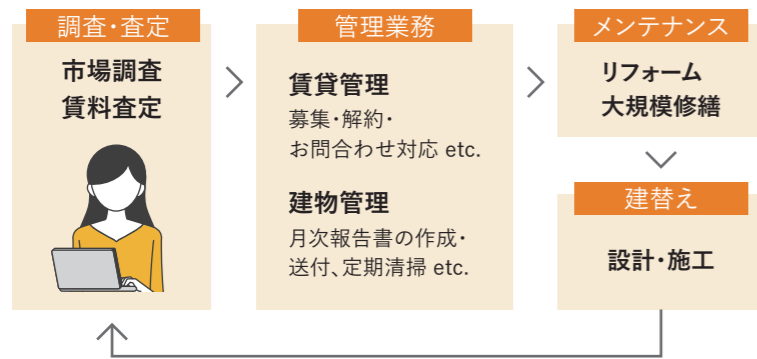 調査・査定
市場調査
賃料査定
管理業務
賃貸管理
募集・解約・
お問合わせ対応 etc.
建物管理
月次報告書の作成・
送付、定期清掃 etc.
メンテナンス
リフォーム
大規模修繕
建替え
設計・施工